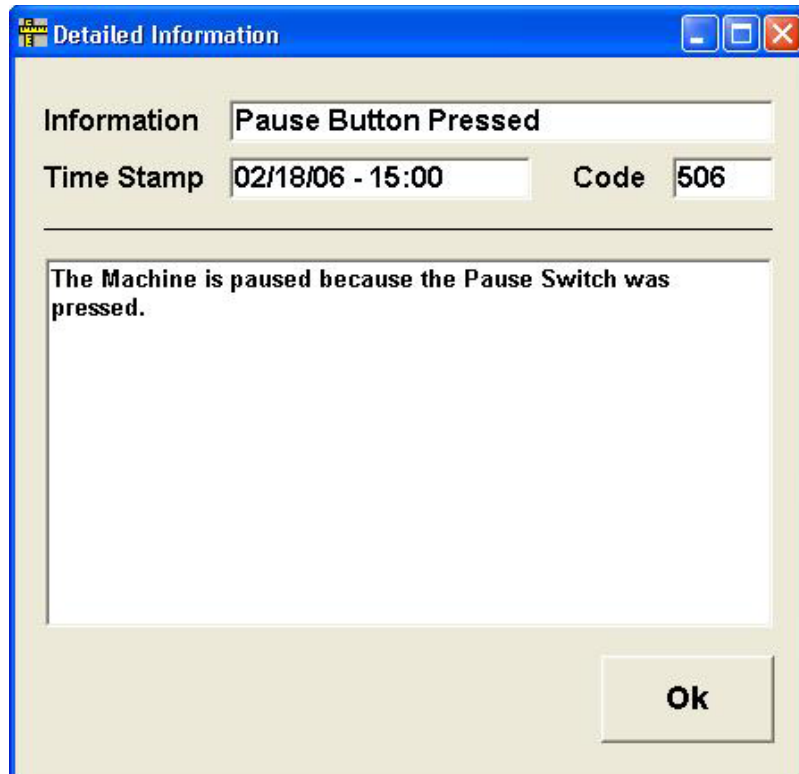 Detailed Information
Information Pause Button Pressed
Time Stamp 02/18/06 - 15:00 Code 506
The Machine is paused because the Pause Switch was
pressed.
Ok